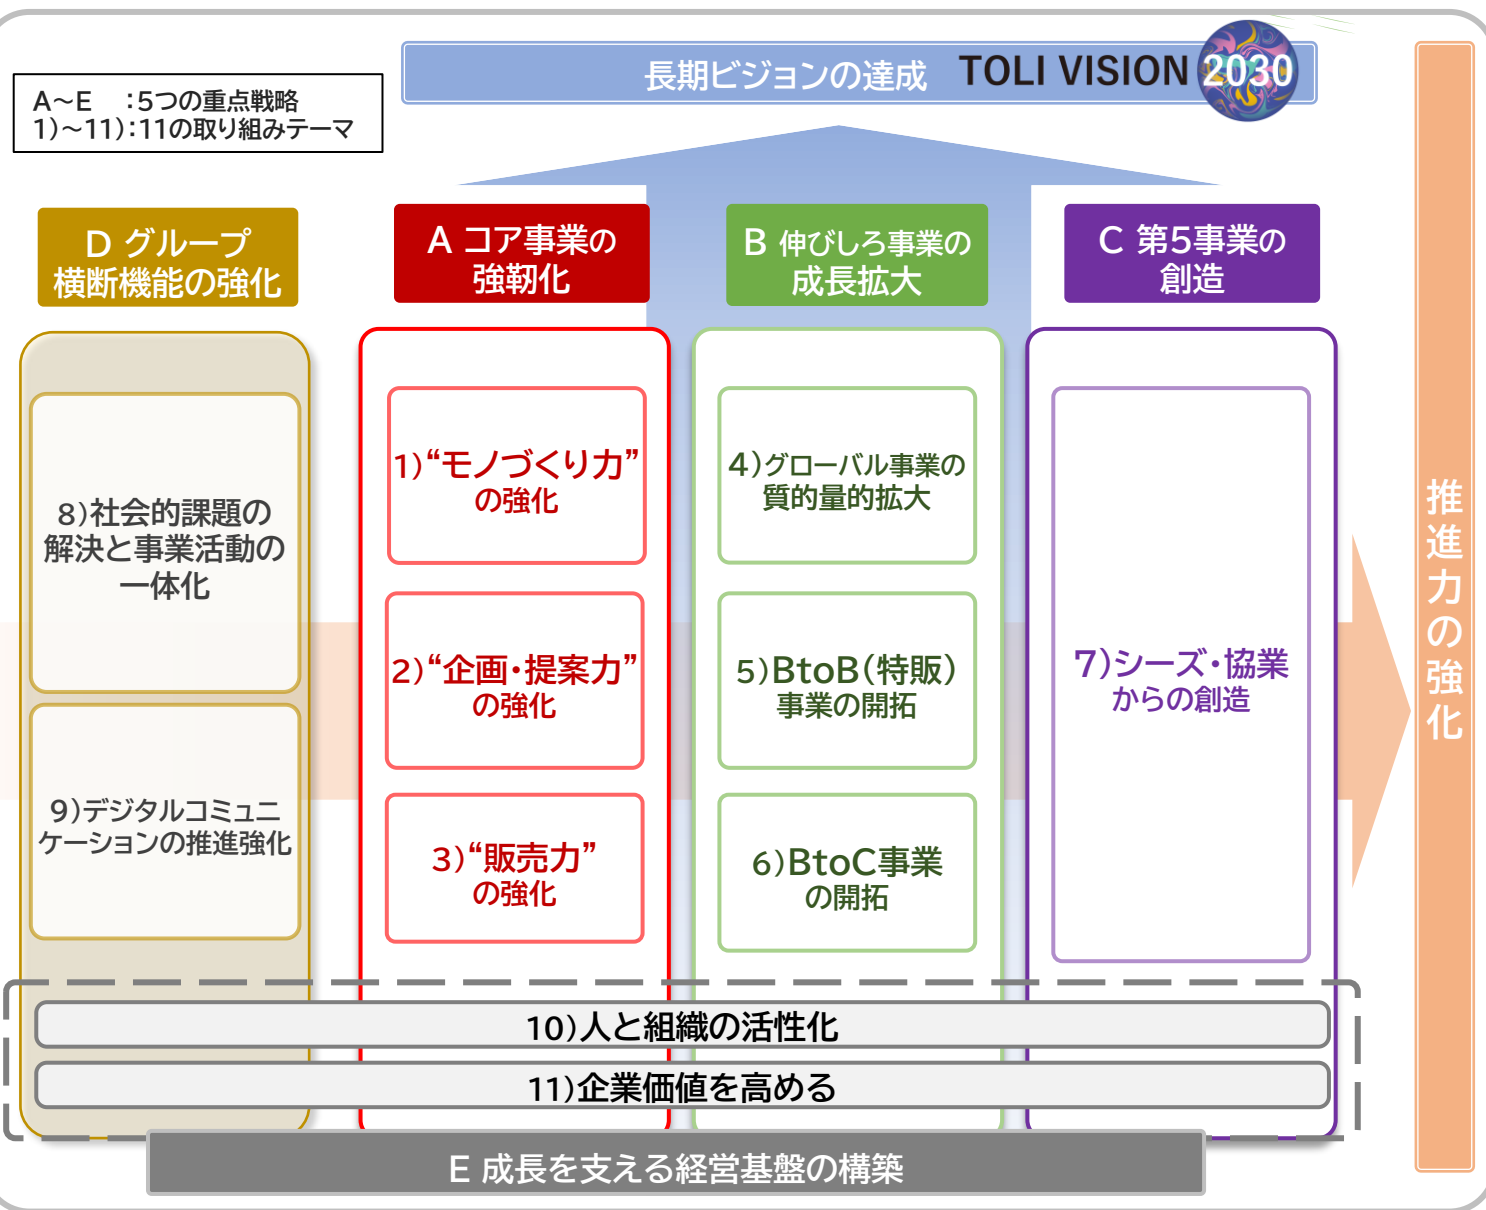 長期ビジョンの達成 TOLI VISION 2030
A～E ：5つの重点戦略
1)～11)：11の取り組みテーマ
D グループ
横断機能の強化
8)社会的課題の
解決と事業活動の
一体化
9)デジタルコミュニ
ケーションの推進強化
A コア事業の
強靭化
1)“モノづくり力”
の強化
2)“企画・提案力”
の強化
3)“販売力”
の強化
B 伸びしろ事業の
成長拡大
4)グローバル事業の
質的量的拡大
5)BtoB(特販)
事業の開拓
6)BtoC事業
の開拓
C 第5事業の
創造
7)シーズ・協業
からの創造
10)人と組織の活性化
11)企業価値を高める
E 成長を支える経営基盤の構築
推進力の強化